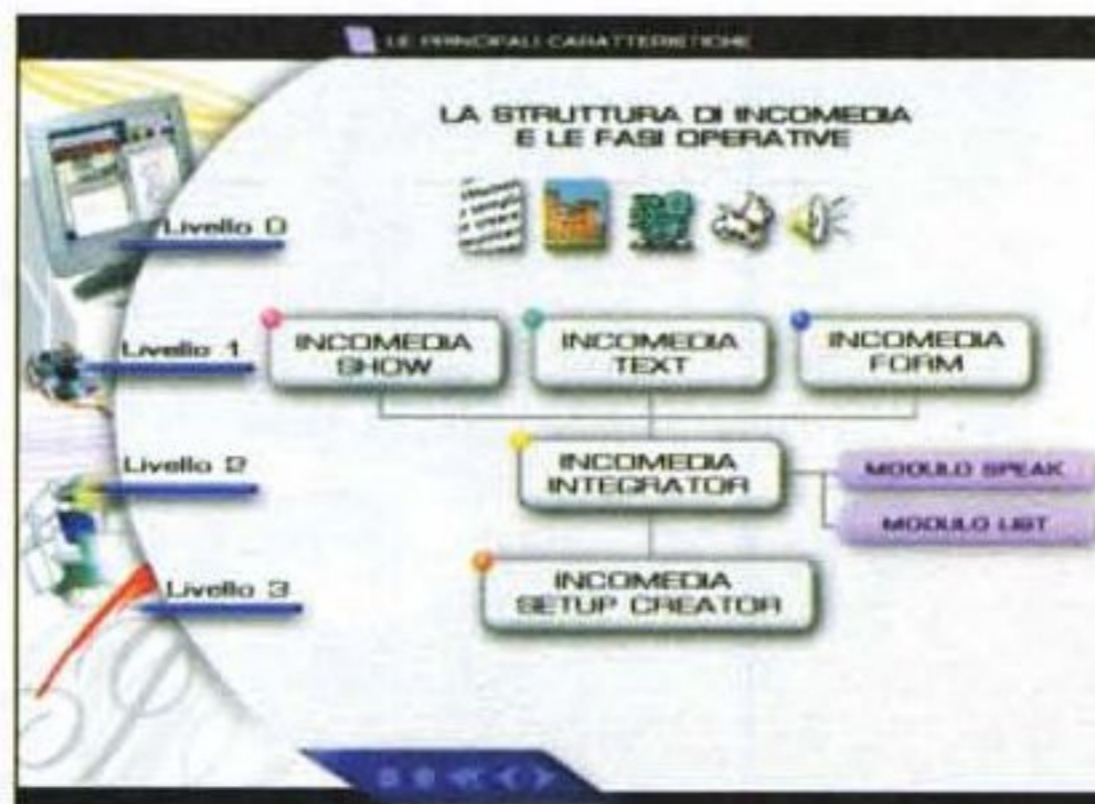 LE PRINCIPALI CARATTERISTICHE
LA STRUTTURA DI INCOMEDIA
E LE FASI OPERATIVE
Livello 0
Livello 1
INCOMEDIA
SHOW
INCOMEDIA
TEXT
INCOMEDIA
FORM
Livello 2
INCOMEDIA
INTEGRATOR
MODULO SPEAK
MODULO LIST
Livello 3
INCOMEDIA
SETUP CREATOR